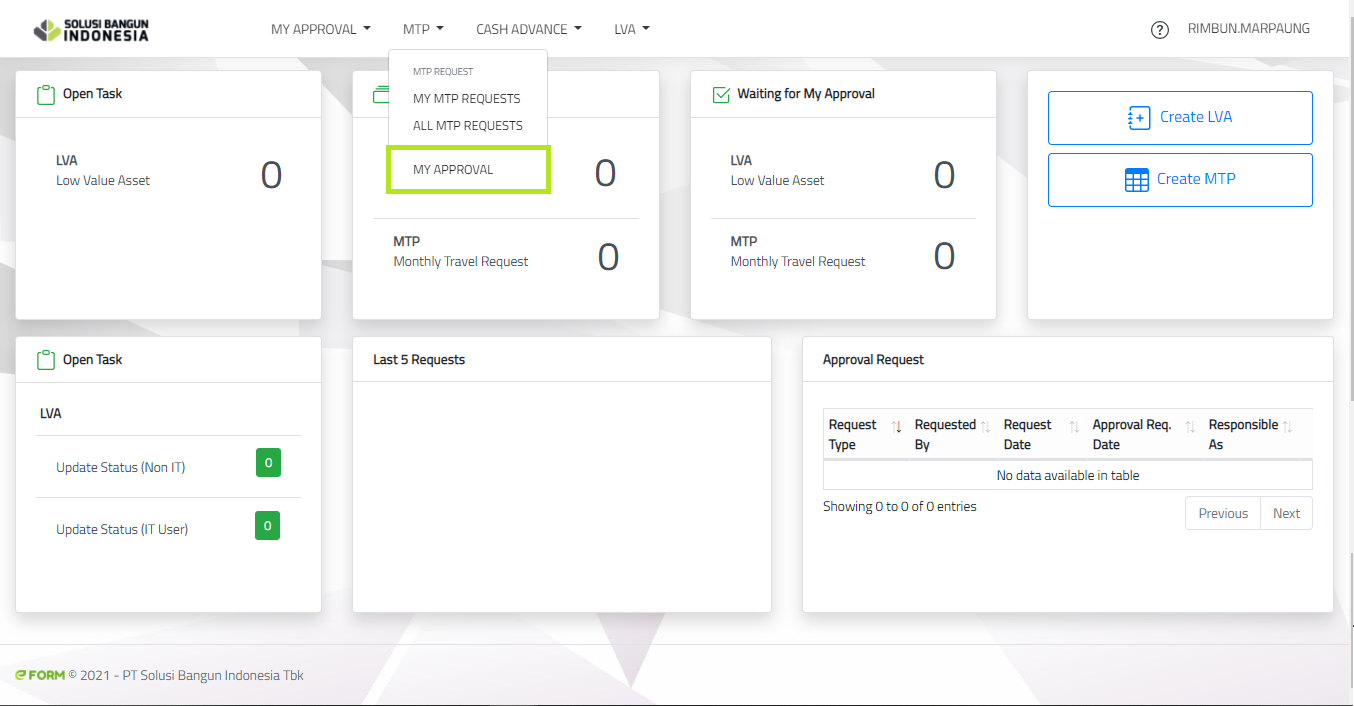 SOLUSI BANGUN
INDONESIA
MY APPROVAL
MTP
CASH ADVANCE
LVA
RIMBUN.MARPAUNG
MTP REQUEST
MY MTP REQUESTS
ALL MTP REQUESTS
MY APPROVAL
Open Task
LVA
Low Value Asset
0
0
MTP
Monthly Travel Request
0
Waiting for My Approval
LVA
Low Value Asset
0
MTP
Monthly Travel Request
0
Create LVA
Create MTP
Open Task
LVA
Update Status (Non IT)
0
Update Status (IT User)
0
Last 5 Requests
Approval Request
Request Type
Requested By
Request Date
Approval Req. Date
Responsible As
No data available in table
Showing 0 to 0 of 0 entries
Previous
Next
e FORM © 2021 - PT Solusi Bangun Indonesia Tbk